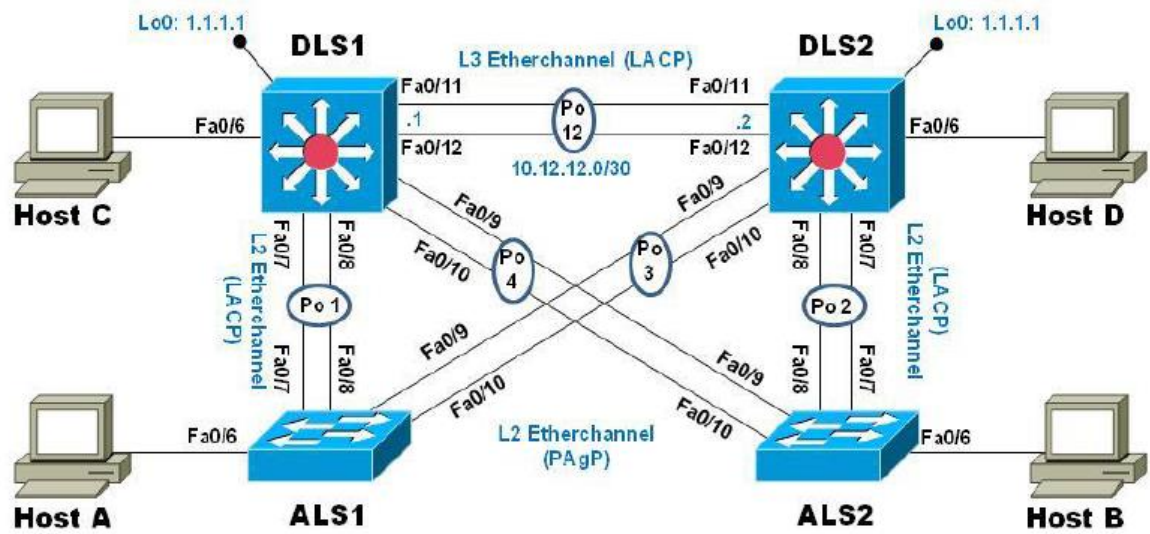 Lo0: 1.1.1.1
Lo0: 1.1.1.1
DLS1
DLS2
L3 Etherchannel (LACP)
Fa0/11
Fa0/11
Fa0/6
.1
Po
12
.2
Fa0/6
Fa0/12
Fa0/12
10.12.12.0/30
Host C
Host D
Fa0/9
Fa0/9
Fa0/7
Fa0/8
Fa0/10
Fa0/10
Fa0/8
Fa0/7
L2 Etherchannel
(LACP)
Po
4
Po
3
L2 Etherchannel
(LACP)
Po 1
Po 2
Fa0/7
Fa0/8
Fa0/9
Fa0/10
Fa0/9
Fa0/10
Fa0/8
Fa0/7
Fa0/6
L2 Etherchannel
(PAgP)
Fa0/6
Host A
ALS1
ALS2
Host B